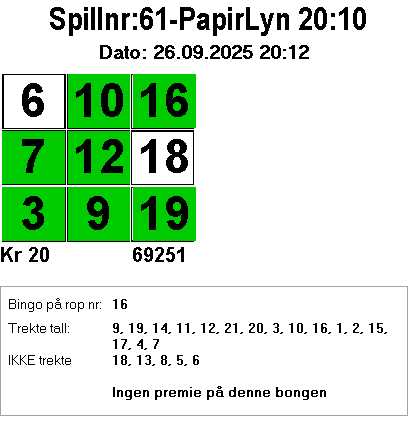 Spillnr:61-PapirLyn 20:10
Dato: 26.09.2025 20:12
6 10 16
7 12 18
3 9 19
Kr 20 69251
Bingo på rop nr: 16
Trekte tall: 9, 19, 14, 11, 12, 21, 20, 3, 10, 16, 1, 2, 15,
17, 4, 7
IKKE trekte 18, 13, 8, 5, 6
Ingen premie på denne bongen